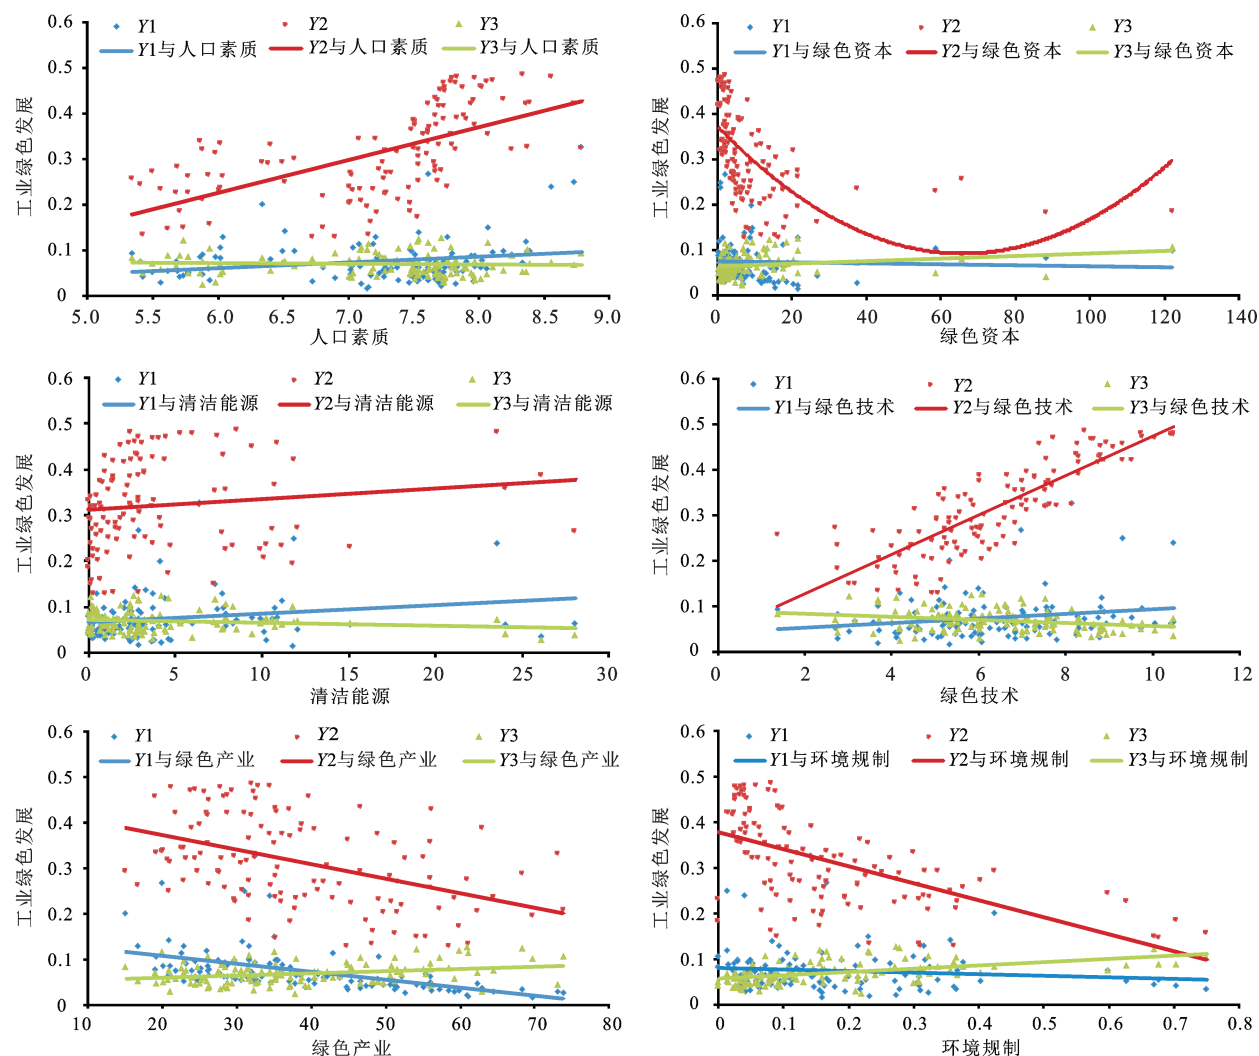 Y1 Y2 Y3
Y1与人口素质 Y2与人口素质 Y3与人口素质
工业绿色发展
0.6
0.5
0.4
0.3
0.2
0.1
0
5.0 5.5 6.0 6.5 7.0 7.5 8.0 8.5 9.0
人口素质
Y1 Y2 Y3
Y1与绿色资本 Y2与绿色资本 Y3与绿色资本
工业绿色发展
0.6
0.5
0.4
0.3
0.2
0.1
0
0 20 40 60 80 100 120 140
绿色资本
Y1 Y2 Y3
Y1与清洁能源 Y2与清洁能源 Y3与清洁能源
工业绿色发展
0.6
0.5
0.4
0.3
0.2
0.1
0
0 5 10 15 20 25 30
清洁能源
Y1 Y2 Y3
Y1与绿色技术 Y2与绿色技术 Y3与绿色技术
工业绿色发展
0.6
0.5
0.4
0.3
0.2
0.1
0
0 2 4 6 8 10 12
绿色技术
Y1 Y2 Y3
Y1与绿色产业 Y2与绿色产业 Y3与绿色产业
工业绿色发展
0.6
0.5
0.4
0.3
0.2
0.1
0
10 20 30 40 50 60 70 80
绿色产业
Y1 Y2 Y3
Y1与环境规制 Y2与环境规制 Y3与环境规制
工业绿色发展
0.6
0.5
0.4
0.3
0.2
0.1
0
0 0.1 0.2 0.3 0.4 0.5 0.6 0.7 0.8
环境规制